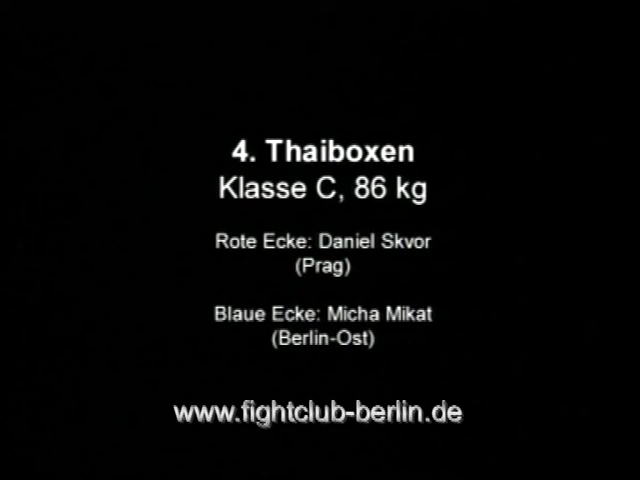 4. Thaiboxen
Klasse C, 86 kg
Rote Ecke: Daniel Skvor
(Prag)
Blaue Ecke: Micha Mikat
(Berlin-Ost)
www.fightclub-berlin.de